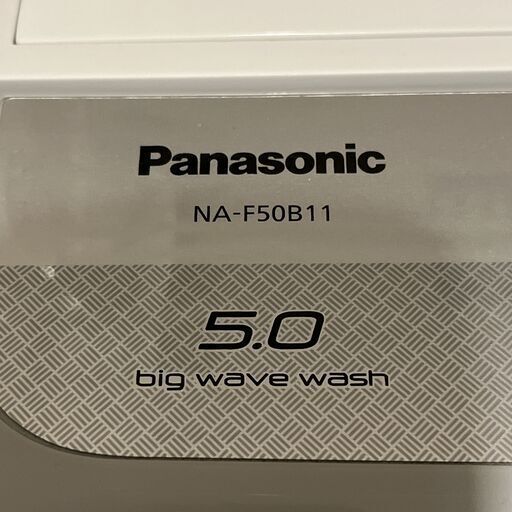 Panasonic
NA-F50B11
5.0
big wave wash